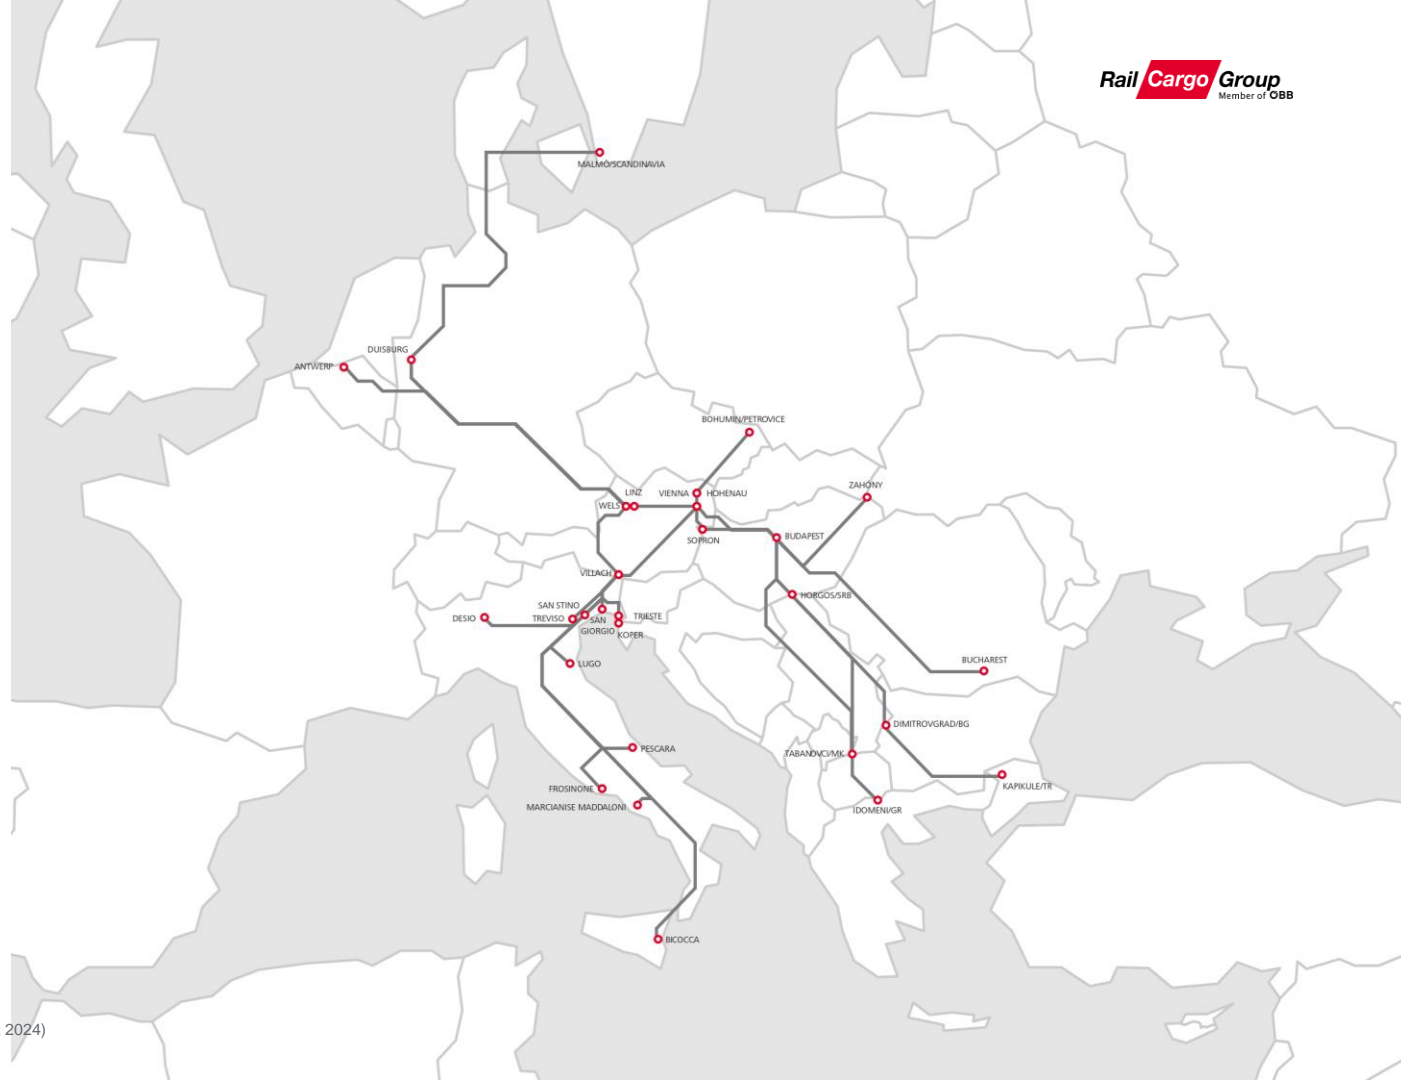 Rail Cargo Group
Member of ÖBB
MALMÖ/SCANDINAVIA
DUISBURG
ANTWERP
BOHUMIN/PETROVICE
LINZ
VIENNA
HOHENAU
ZAHONY
WELS
SOPRON
BUDAPEST
VILLACH
HORGOS/SRB
SAN STINO
DESIO
TREVISO
SAN
GIORGIO
TRIESTE
KOPER
LUGO
BUCHAREST
DIMITROVGRAD/BG
PESCARA
TABANOVCI/MK
FROSINONE
KAPIKULE/TR
MARCIANISE MADDALONI
IDOMENI/GR
BICOCCA
2024)